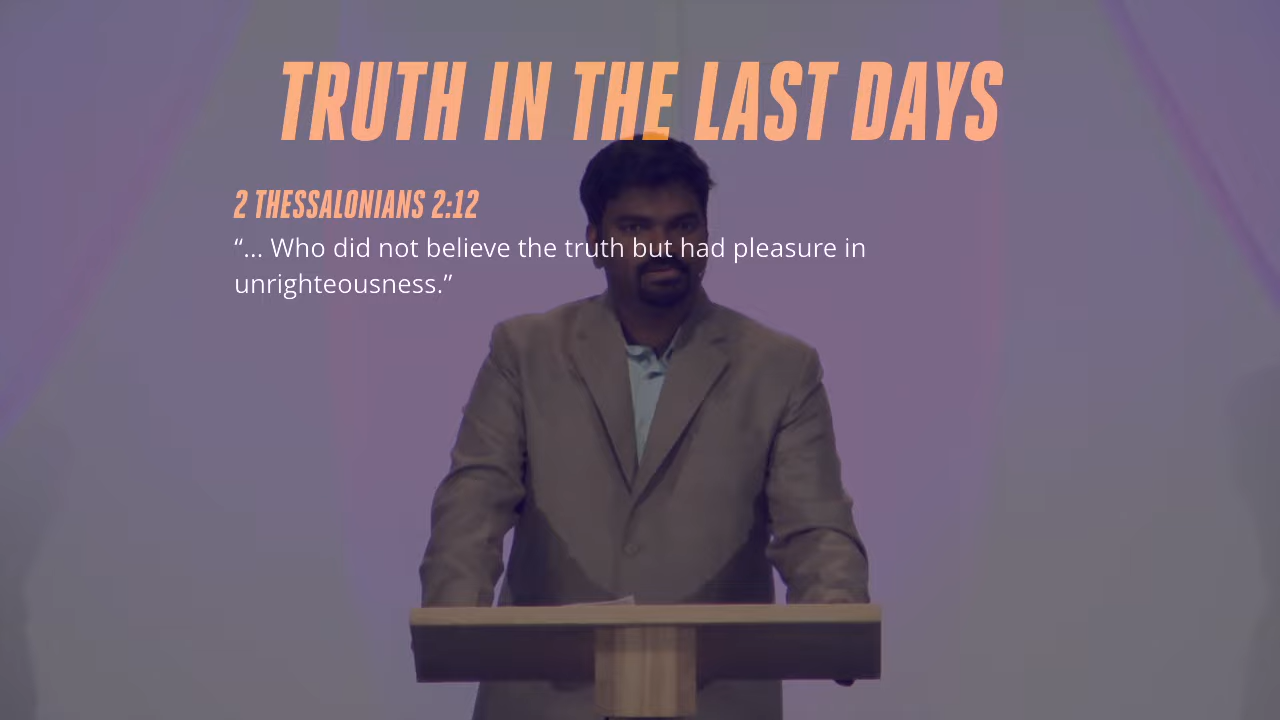 TRUTH IN THE LAST DAYS
2 THESSALONIANS 2:12
“... Who did not believe the truth but had pleasure in
unrighteousness.”